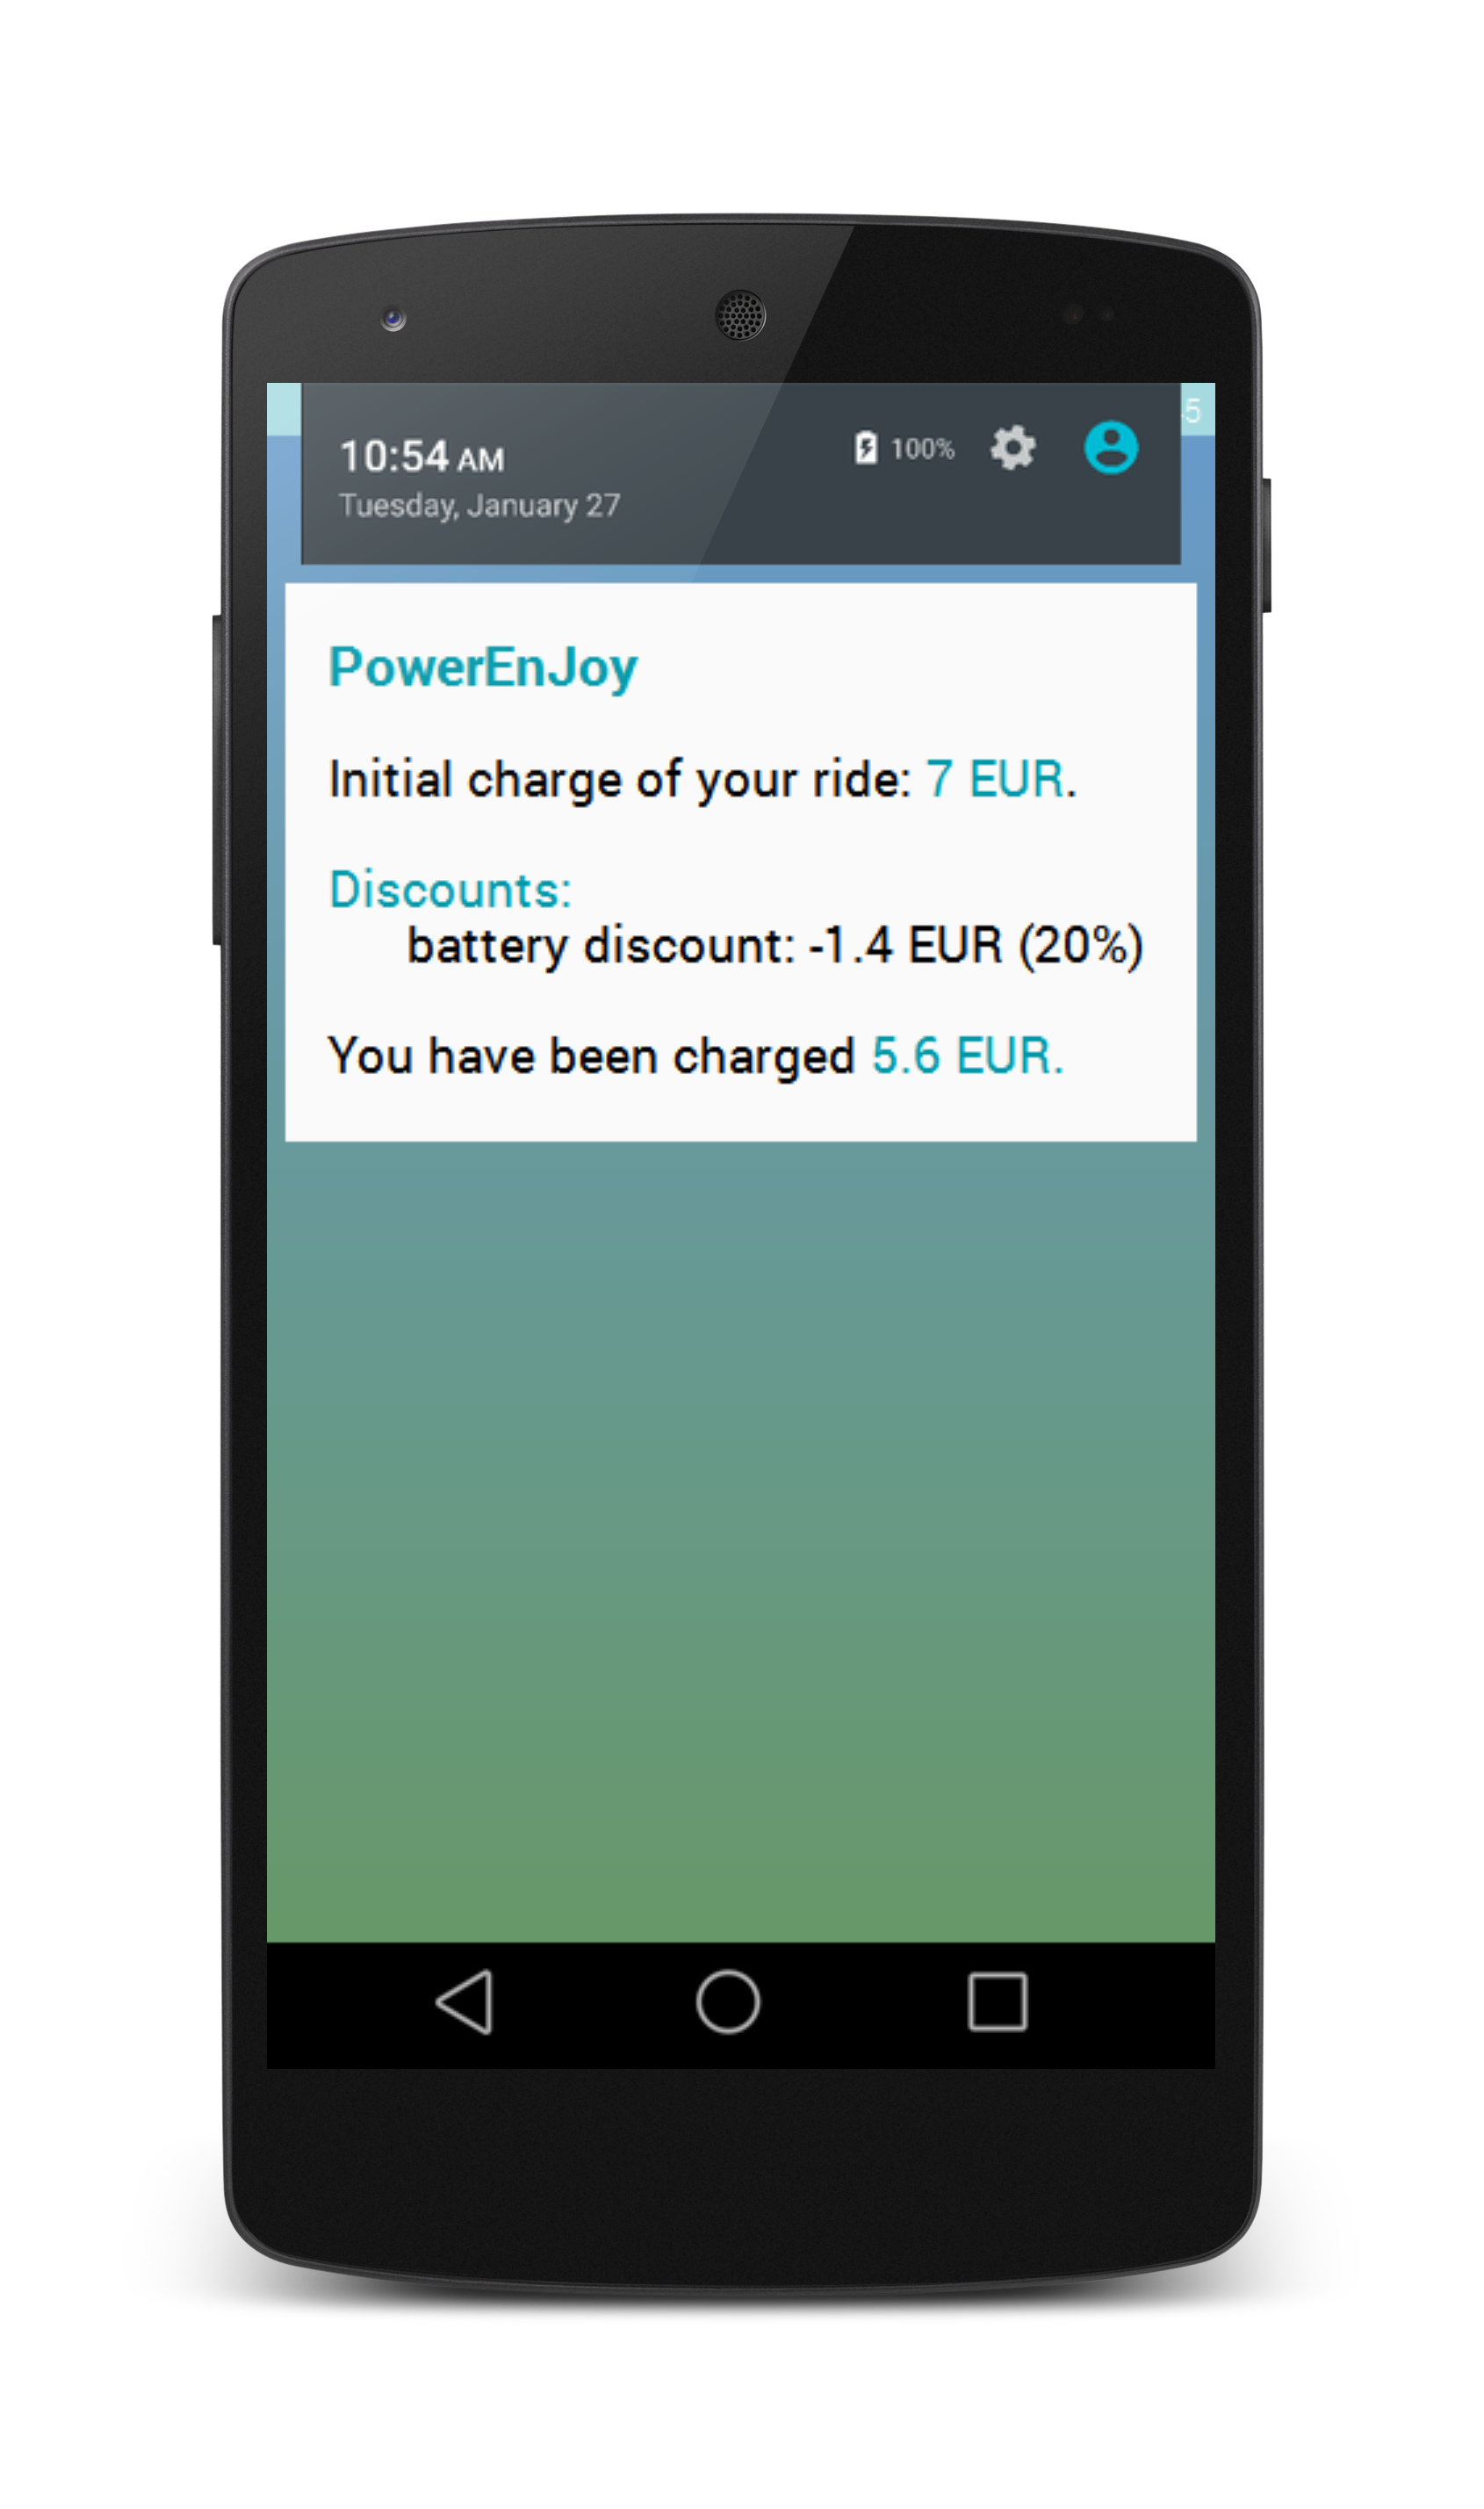 5
10:54 AM
100%
Tuesday, January 27
PowerEnJoy
Initial charge of your ride: 7 EUR.
Discounts:
battery discount: -1.4 EUR (20%)
You have been charged 5.6 EUR.